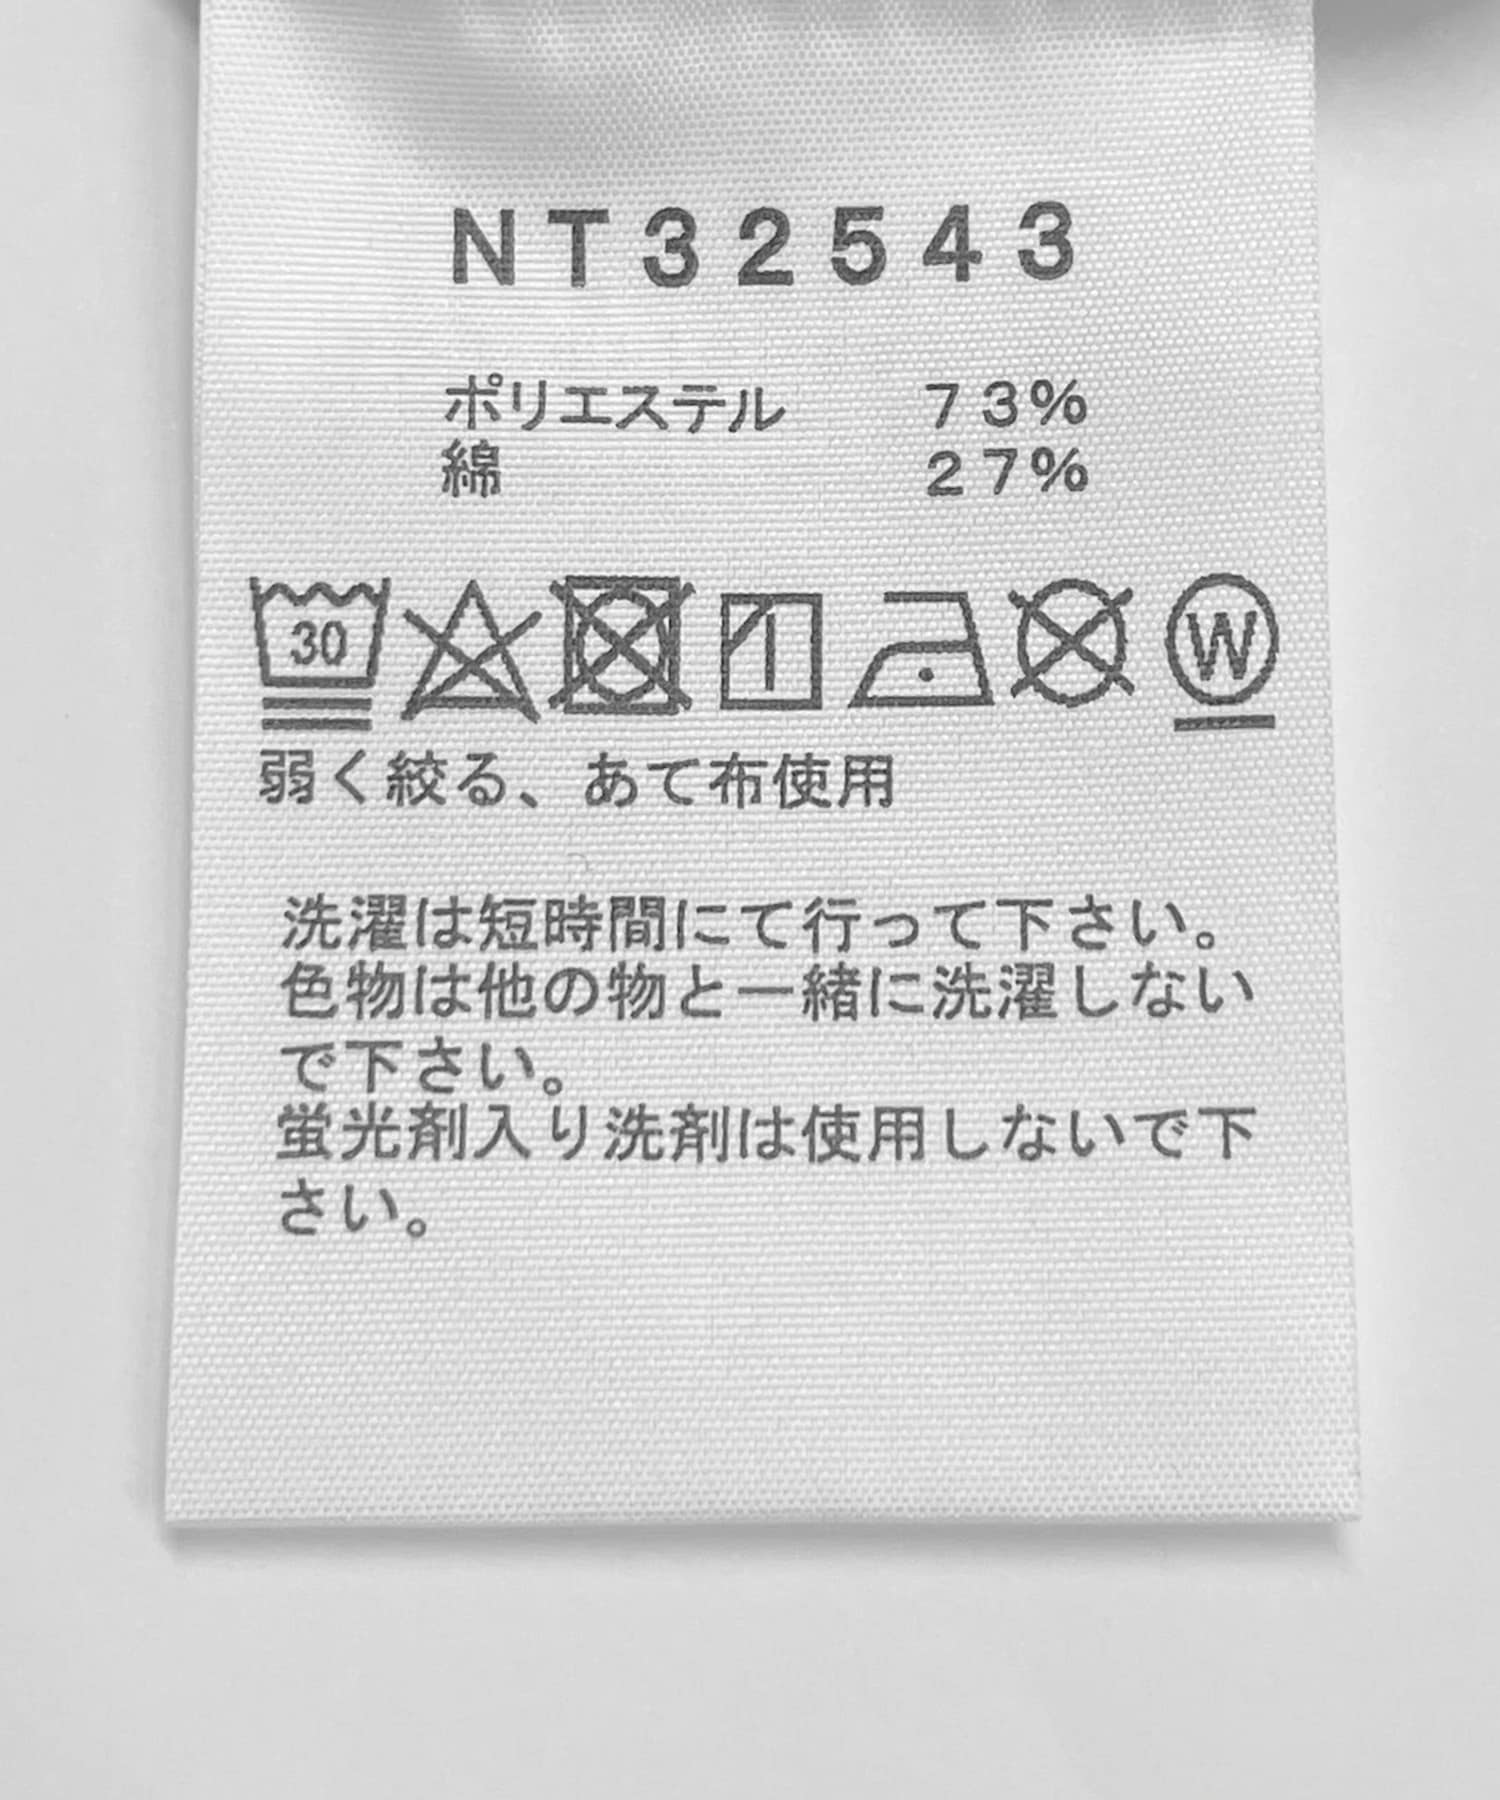 NT32543
ポリエステル 73%
綿 27%
30 W
弱く絞る、あて布使用
洗濯は短時間にて行って下さい。
色物は他の物と一緒に洗濯しない
で下さい。
蛍光剤入り洗剤は使用しないで下
さい。